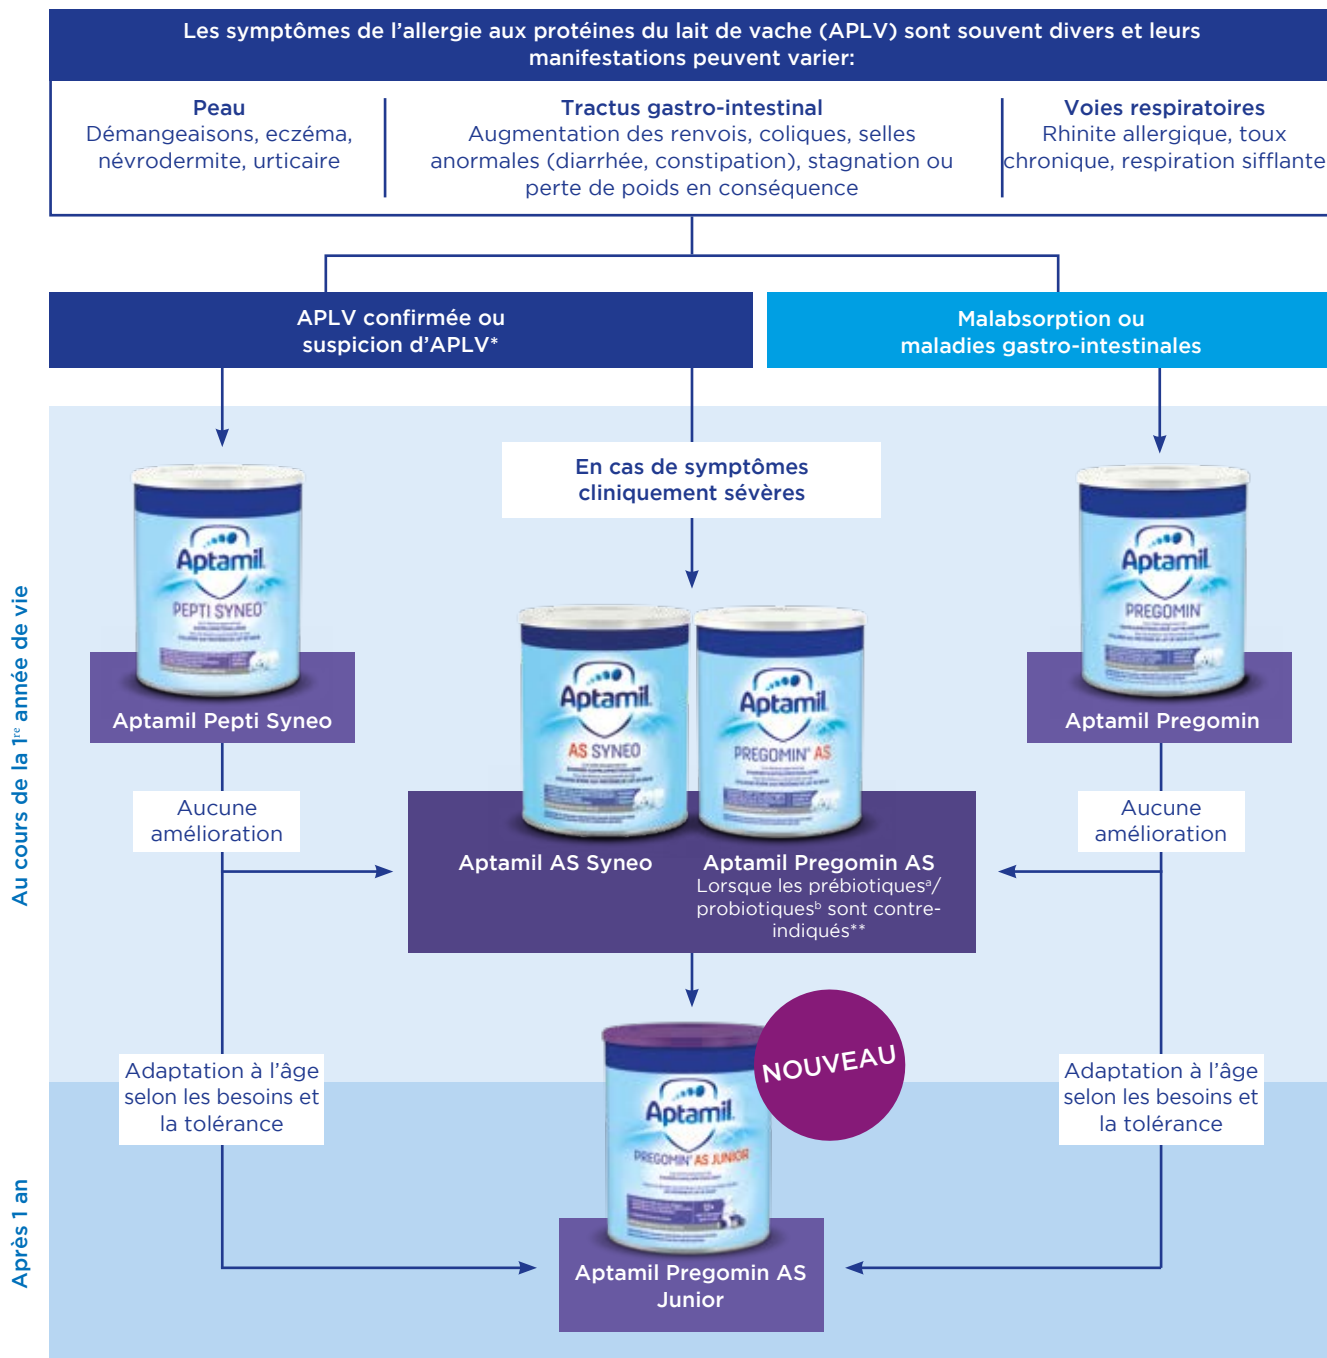 Les symptômes de l’allergie aux protéines du lait de vache (APLV) sont souvent divers et leurs
manifestations peuvent varier:
Peau
Démangeaisons, eczéma,
névrodermite, urticaire
Tractus gastro-intestinal
Augmentation des renvois, coliques, selles
anormales (diarrhée, constipation), stagnation ou
perte de poids en conséquence
Voies respiratoires
Rhinite allergique, toux
chronique, respiration sifflante
APLV confirmée ou
suspicion d’APLV*
Malabsorption ou
maladies gastro-intestinales
Au cours de la 1re année de vie
En cas de symptômes
cliniquement sévères
Aptamil
PEPTI SYNEO™
Aptamil Pepti Syneo
Aptamil
PREGOMIN
Aptamil Pregomin
Aptamil
AS SYNEO
Aptamil
PREGOMIN® AS
Aucune
amélioration
Aucune
amélioration
Aptamil AS Syneo
Aptamil Pregomin AS
Lorsque les prébiotiquesᵃ/
probiotiquesᵇ sont contre-
indiqués**
NOUVEAU
Adaptation à l’âge
selon les besoins et
la tolérance
Adaptation à l’âge
selon les besoins et
la tolérance
Après 1 an
Aptamil
PREGOMIN® AS JUNIOR
Aptamil Pregomin AS
Junior